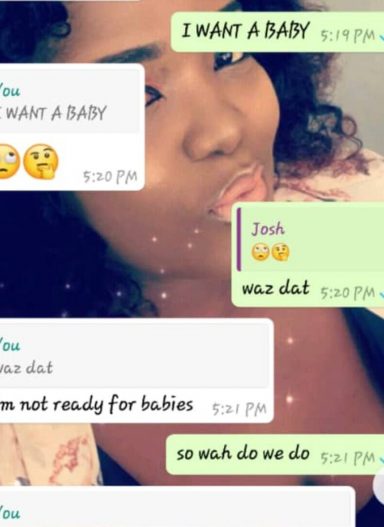 I WANT A BABY 5:19 PM
You
I WANT A BABY
🙄🤔 5:20 PM
Josh
🙄🤔
waz dat 5:20 PM
You
waz dat
m not ready for babies 5:21 PM
so wah do we do 5:21 PM
You